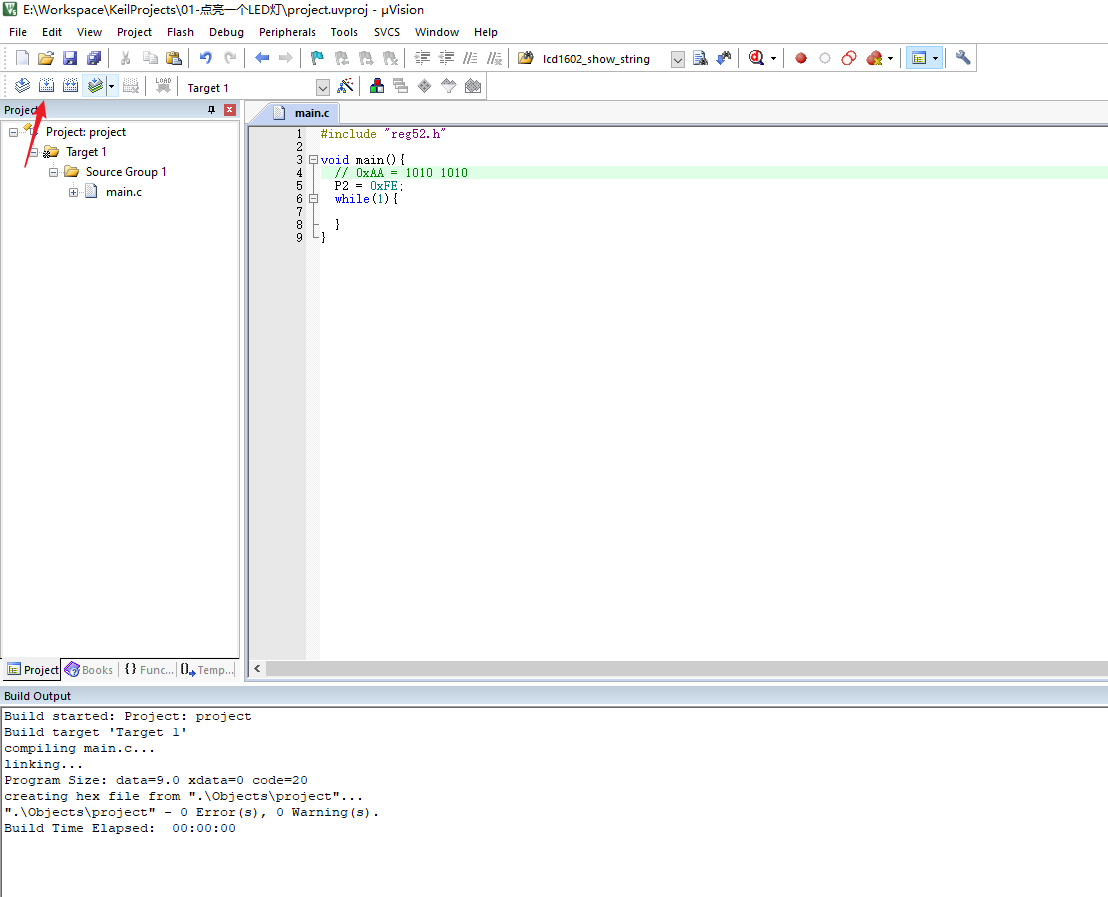 E:\Workspace\KeilProjects\01-点亮一个LED灯\project.uvproj - µVision
File Edit View Project Flash Debug Peripherals Tools SVCS Window Help
lcd1602_show_string
LOAD Target 1
Project
main.c
Project: project
Target 1
Source Group 1
main.c
1 #include "reg52.h"
2
3 void main(){
4 // 0xAA = 1010 1010
5 P2 = 0xFE;
6 while(1){
7
8 }
9 }
Project Books {} Func... Temp...
Build Output
Build started: Project: project
Build target 'Target 1'
compiling main.c...
linking...
Program Size: data=9.0 xdata=0 code=20
creating hex file from ".\Objects\project"...
".\Objects\project" - 0 Error(s), 0 Warning(s).
Build Time Elapsed:  00:00:00